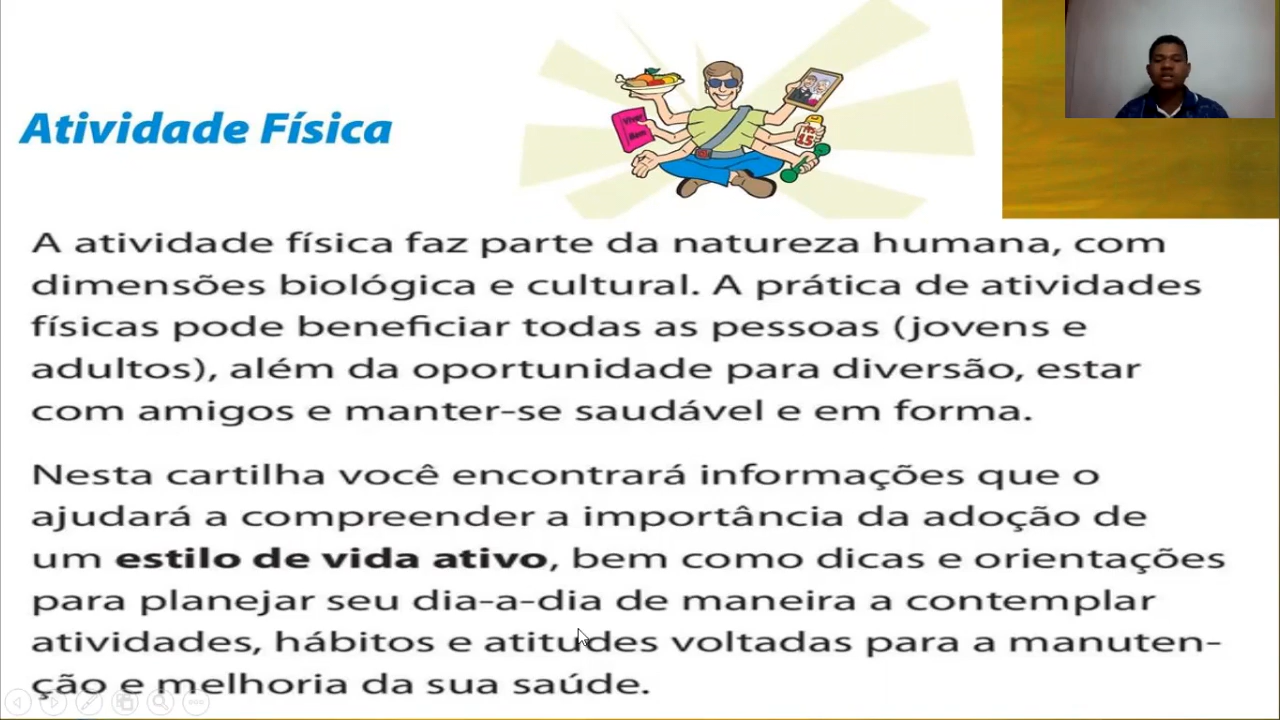 Atividade Física
Viver
Bem
FPS
15
A atividade física faz parte da natureza humana, com
dimensões biológica e cultural. A prática de atividades
físicas pode beneficiar todas as pessoas (jovens e
adultos), além da oportunidade para diversão, estar
com amigos e manter-se saudável e em forma.
Nesta cartilha você encontrará informações que o
ajudará a compreender a importância da adoção de
um estilo de vida ativo, bem como dicas e orientações
para planejar seu dia-a-dia de maneira a contemplar
atividades, hábitos e atitudes voltadas para a manuten-
ção e melhoria da sua saúde.